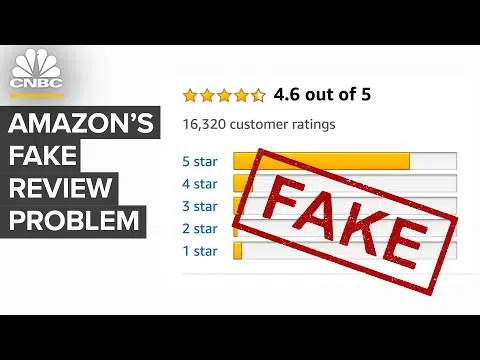 CNBC
AMAZON'S
FAKE
REVIEW
PROBLEM
4.6 out of 5
16,320 customer ratings
5 star
4 star
3 star
2 star
1 star
FAKE